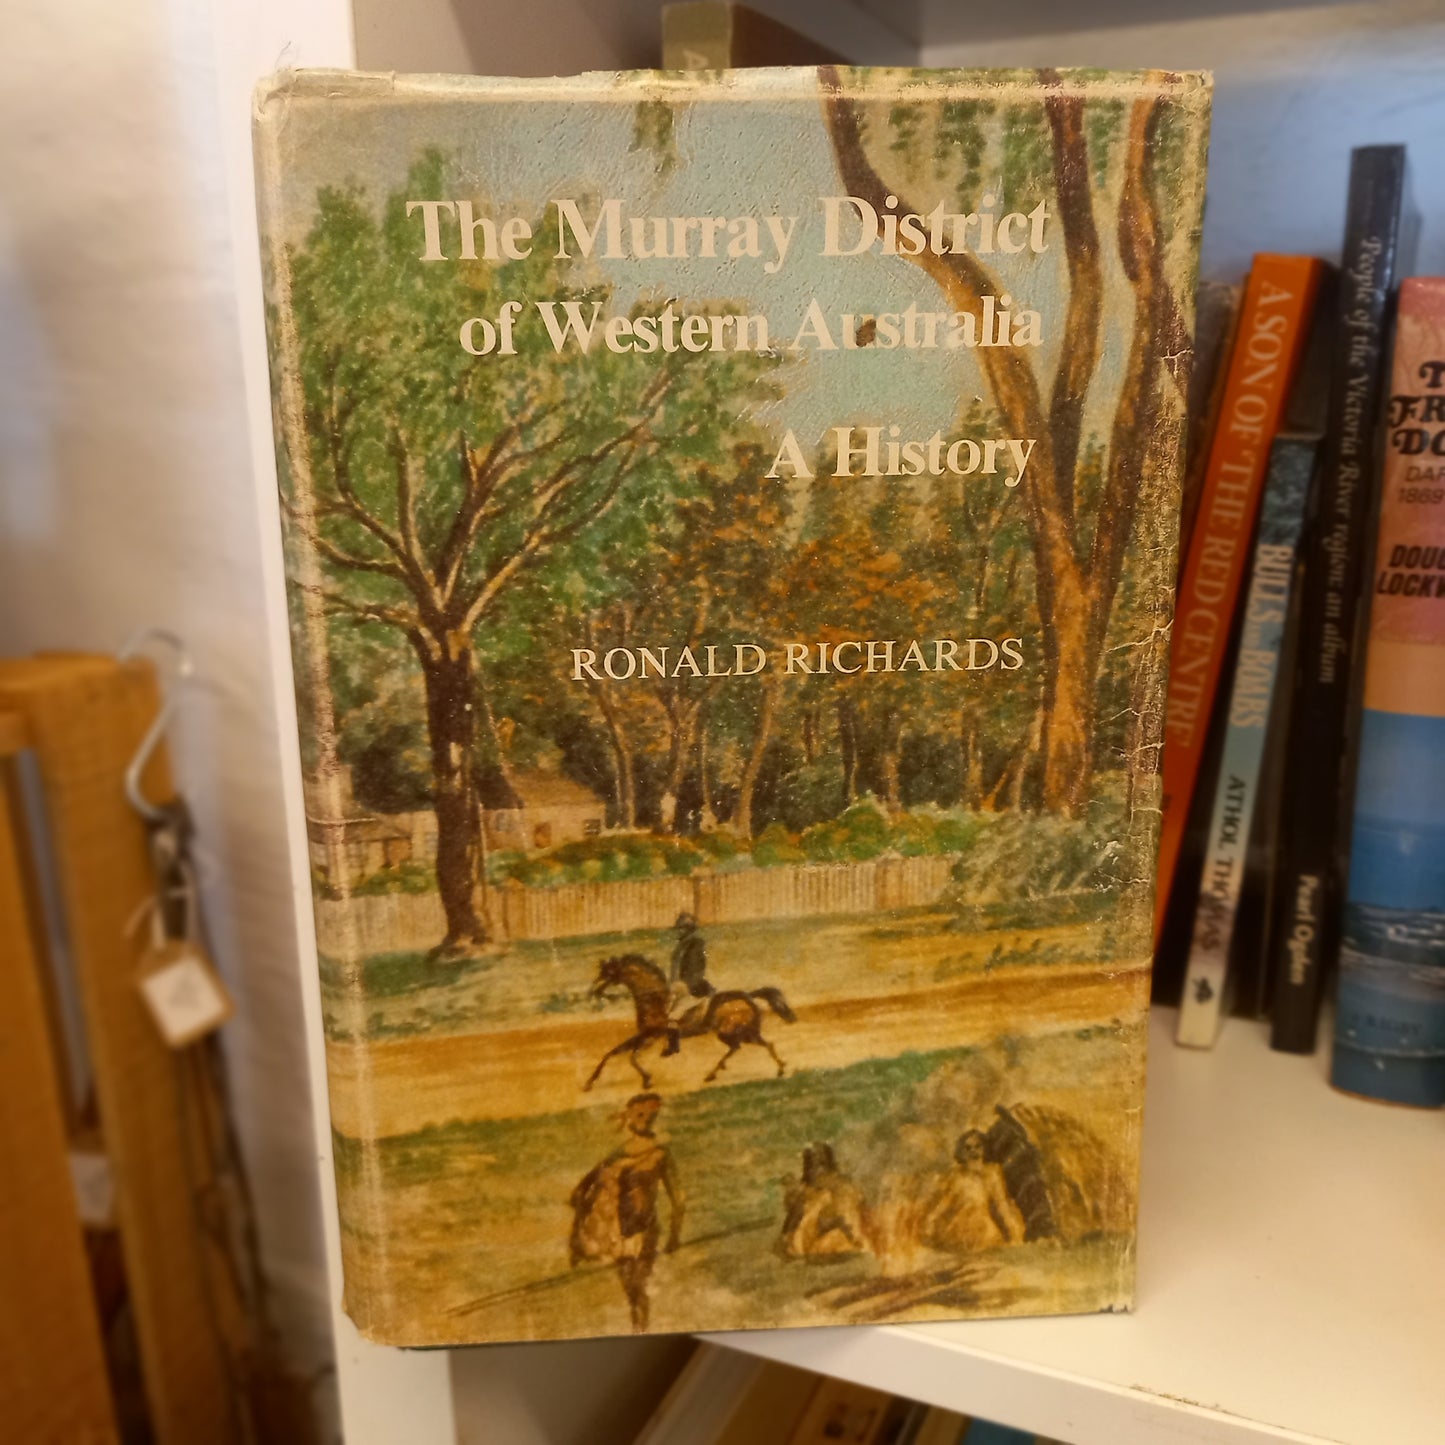 The Murray District
of Western Australia
A History
RONALD RICHARDS
A SON OF 'THE RED CENTRE'
BULLS and BOABS
ATHOL THOMAS
People of the Victoria River region: an album
Pearl Ogden
DOUG
LOCKW
1869